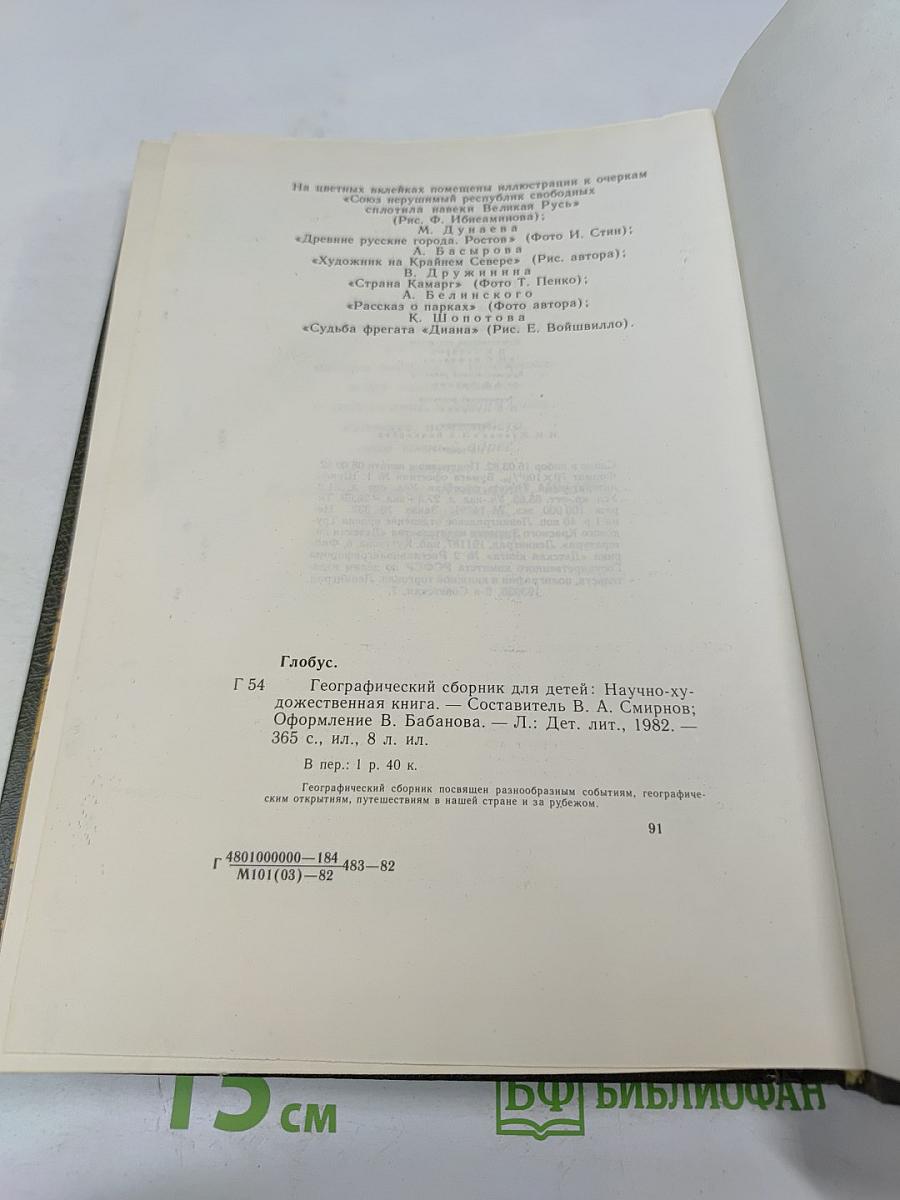 На цветных вклейках помещены иллюстрации к очеркам
«Союз нерушимый республик свободных
сплотила навеки Великая Русь»
(Рис. Ф. Ибнеаминова);
М. Дунаева
«Древние русские города. Ростов» (Фото И. Стин);
А. Басырова
«Художник на Крайнем Севере» (Рис. автора);
В. Дружинина
«Страна Камарг» (Фото Т. Пенко);
А. Белинского
«Рассказ о парках» (Фото автора);
К. Шопотова
«Судьба фрегата «Диана» (Рис. Е. Войшвилло).
Глобус.
Г 54 Географический сборник для детей: Научно-ху-
дожественная книга. — Составитель В. А. Смирнов;
Оформление В. Бабанова. — Л.: Дет. лит., 1982. —
365 с., ил., 8 л. ил.
В пер.: 1 р. 40 к.
Географический сборник посвящен разнообразным событиям, географиче-
ским открытиям, путешествиям в нашей стране и за рубежом.
91
Г 4801000000—184 483—82
М101(03)—82
15 см
БФ БИБЛИОФАН